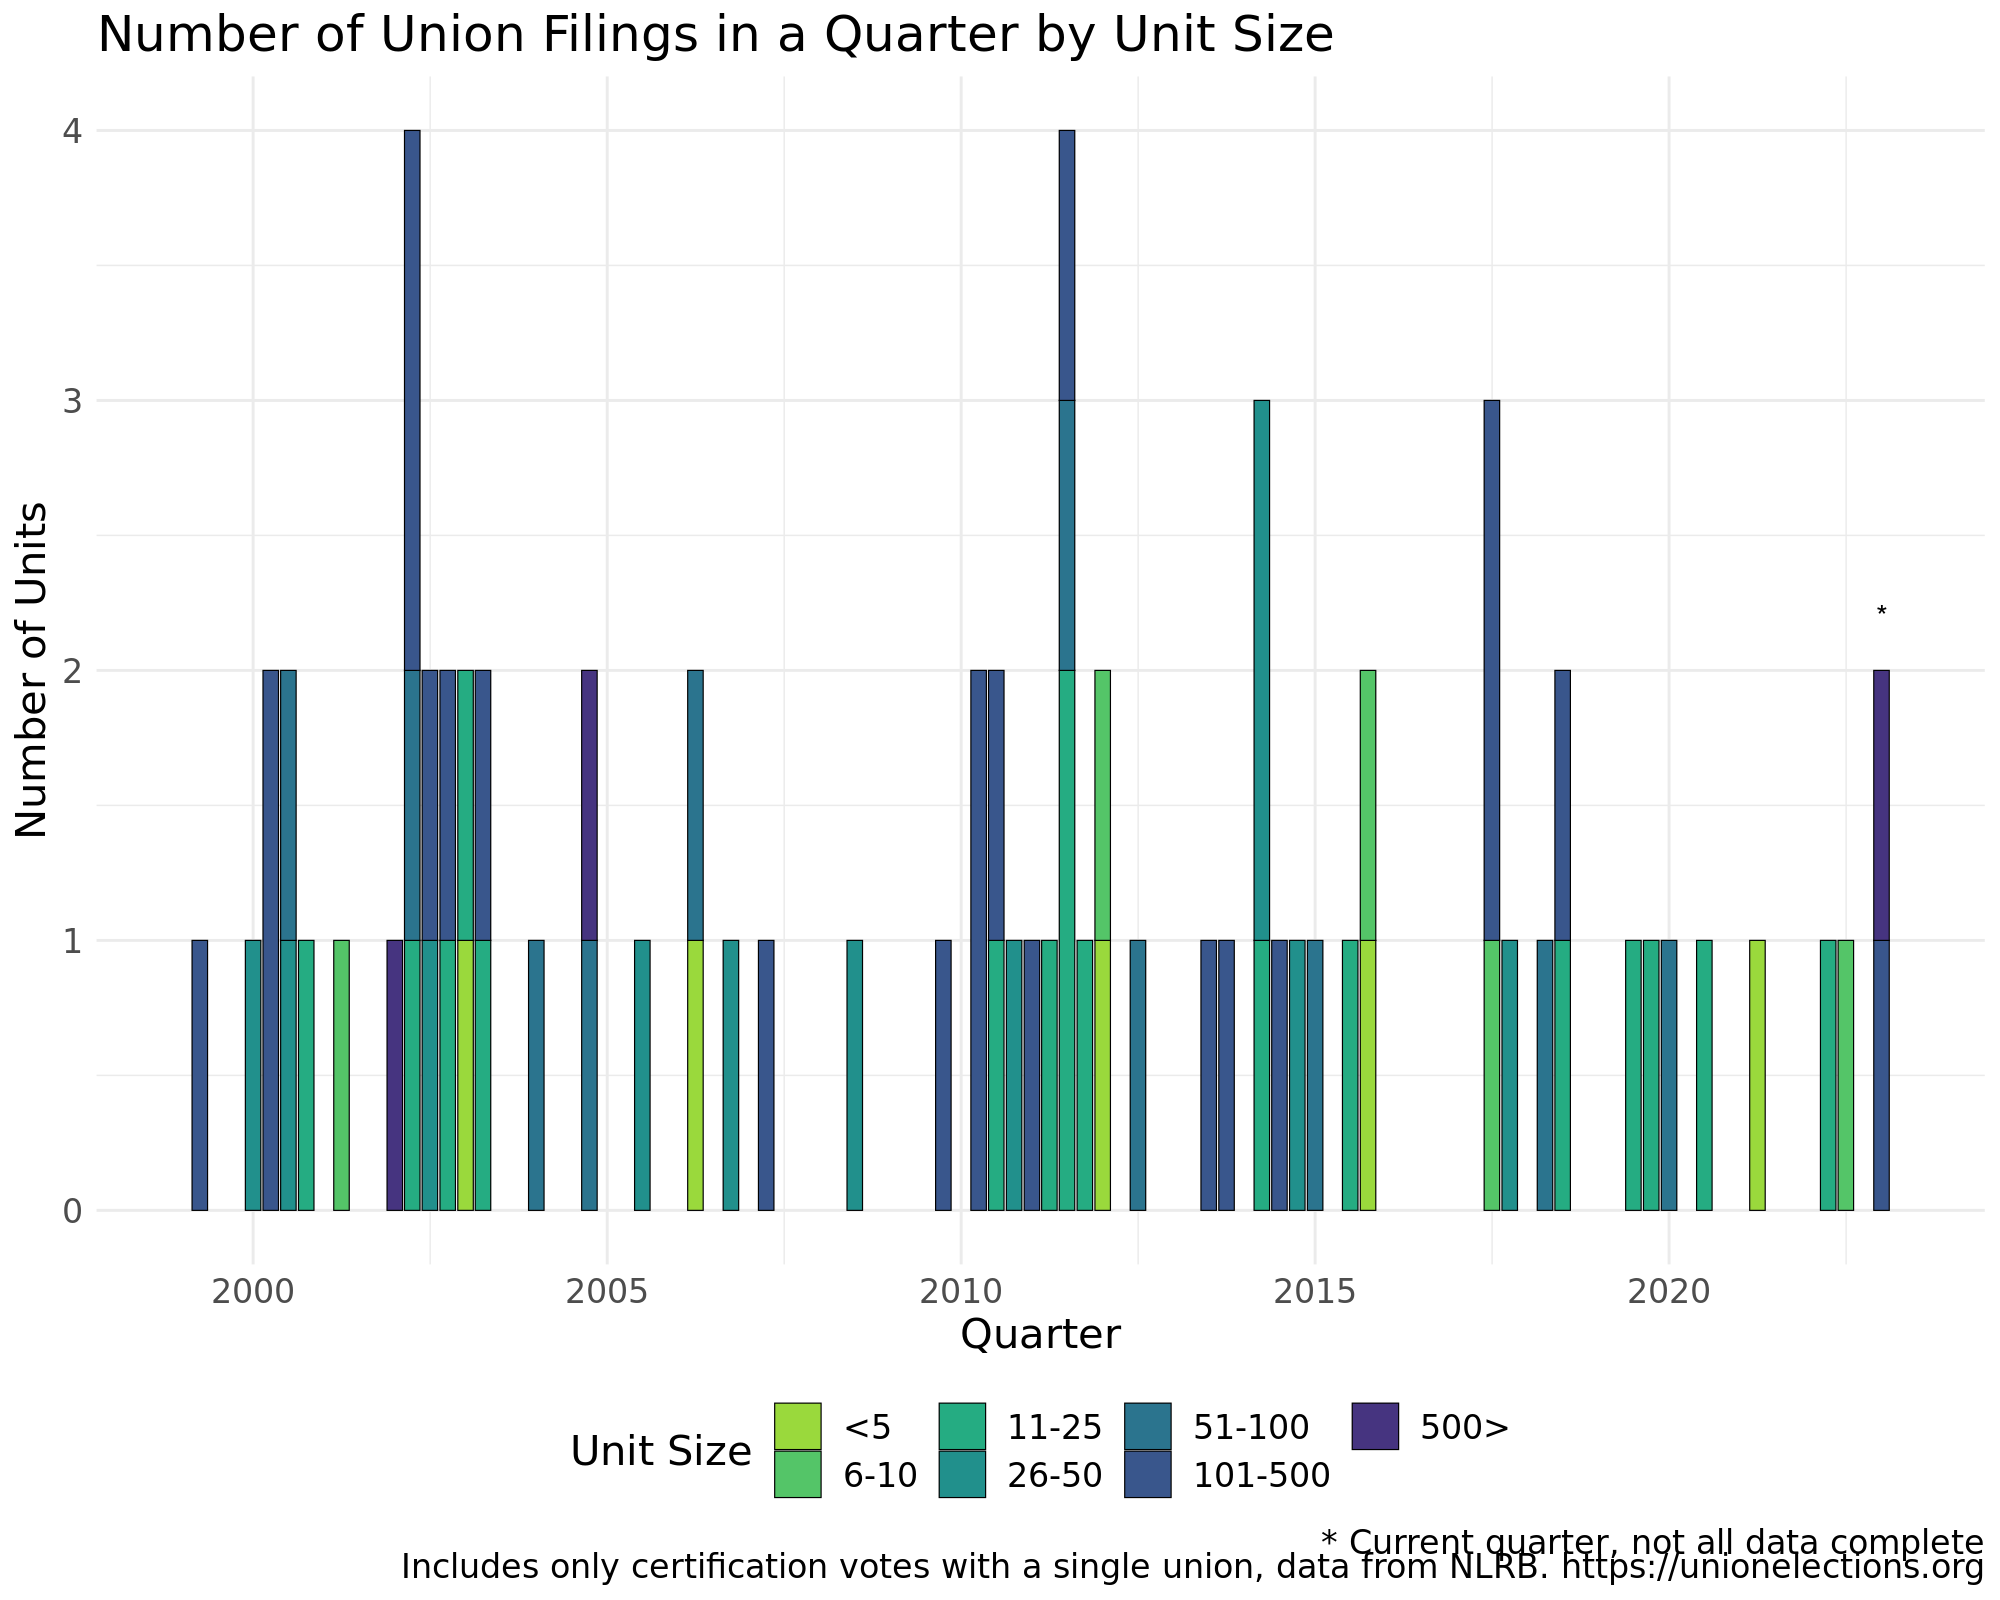 Number of Union Filings in a Quarter by Unit Size
Number of Units
4
3
2
1
0
*
2000 2005 2010 2015 2020
Quarter
Unit Size
<5 11-25 51-100 500>
6-10 26-50 101-500
* Current quarter, not all data complete
Includes only certification votes with a single union, data from NLRB. https://unionelections.org